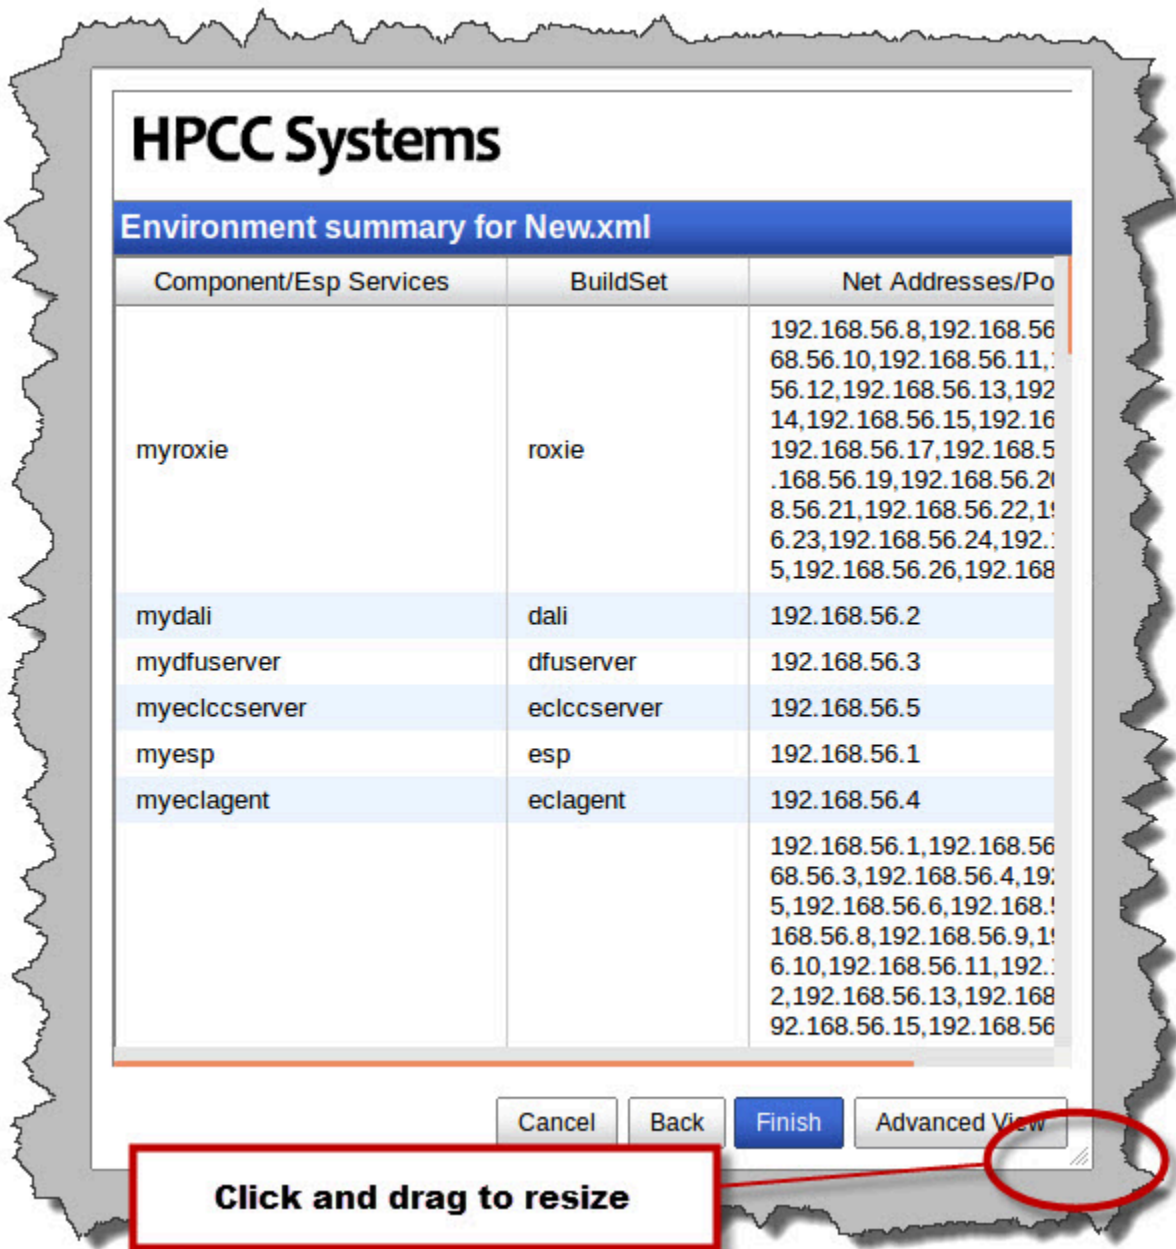 HPCC Systems
Environment summary for New.xml
Component/Esp Services BuildSet Net Addresses/Po
192.168.56.8,192.168.56
68.56.10,192.168.56.11,
56.12,192.168.56.13,192
14,192.168.56.15,192.16
myroxie roxie 192.168.56.17,192.168.5
.168.56.19,192.168.56.20
8.56.21,192.168.56.22,19
6.23,192.168.56.24,192.
5,192.168.56.26,192.168
mydali dali 192.168.56.2
mydfuserver dfuserver 192.168.56.3
myeclccserver eclccserver 192.168.56.5
myesp esp 192.168.56.1
myeclagent eclagent 192.168.56.4
192.168.56.1,192.168.56
68.56.3,192.168.56.4,192
5,192.168.56.6,192.168.
168.56.8,192.168.56.9,19
6.10,192.168.56.11,192.
2,192.168.56.13,192.168
92.168.56.15,192.168.56
Cancel Back Finish Advanced View
Click and drag to resize